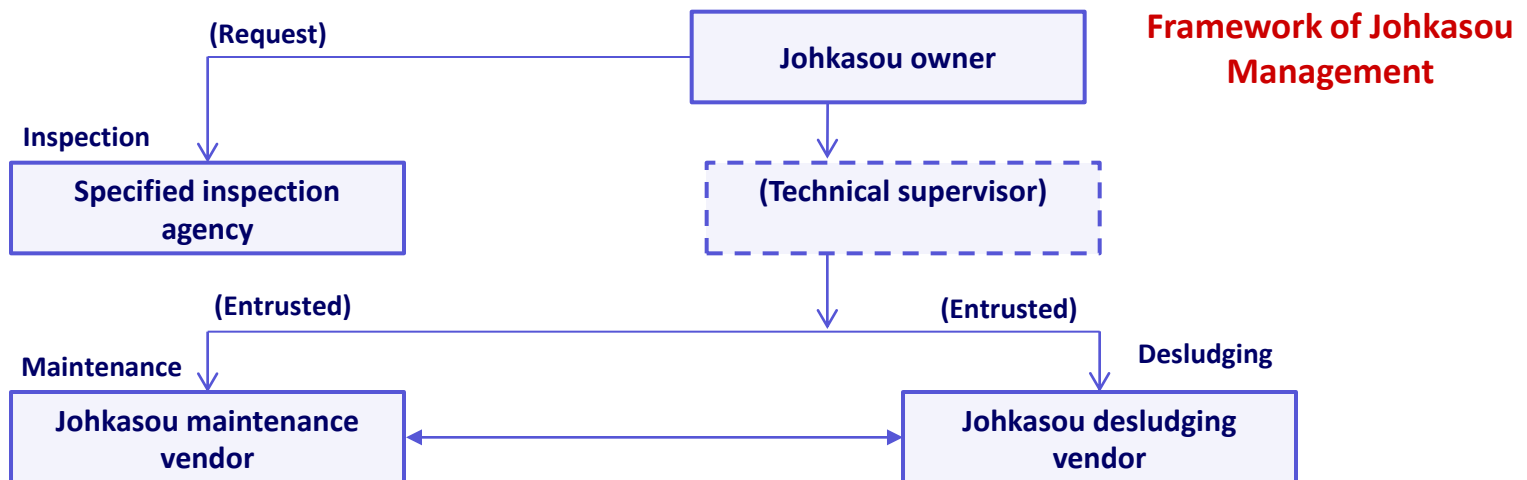 Framework of Johkasou
Management
(Request)
Johkasou owner
Inspection
Specified inspection
agency
(Technical supervisor)
(Entrusted)
(Entrusted)
Maintenance
Desludging
Johkasou maintenance
vendor
Johkasou desludging
vendor